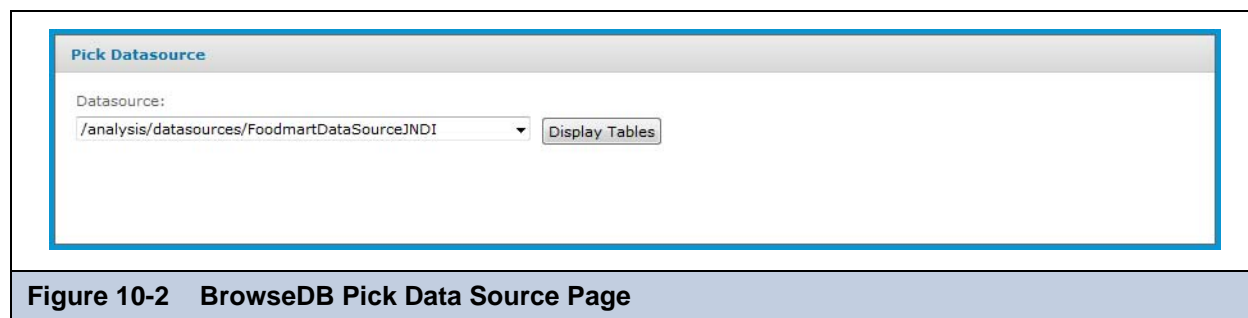 Pick Datasource
Datasource:
/analysis/datasources/FoodmartDataSourceJNDI Display Tables
Figure 10-2 BrowseDB Pick Data Source Page